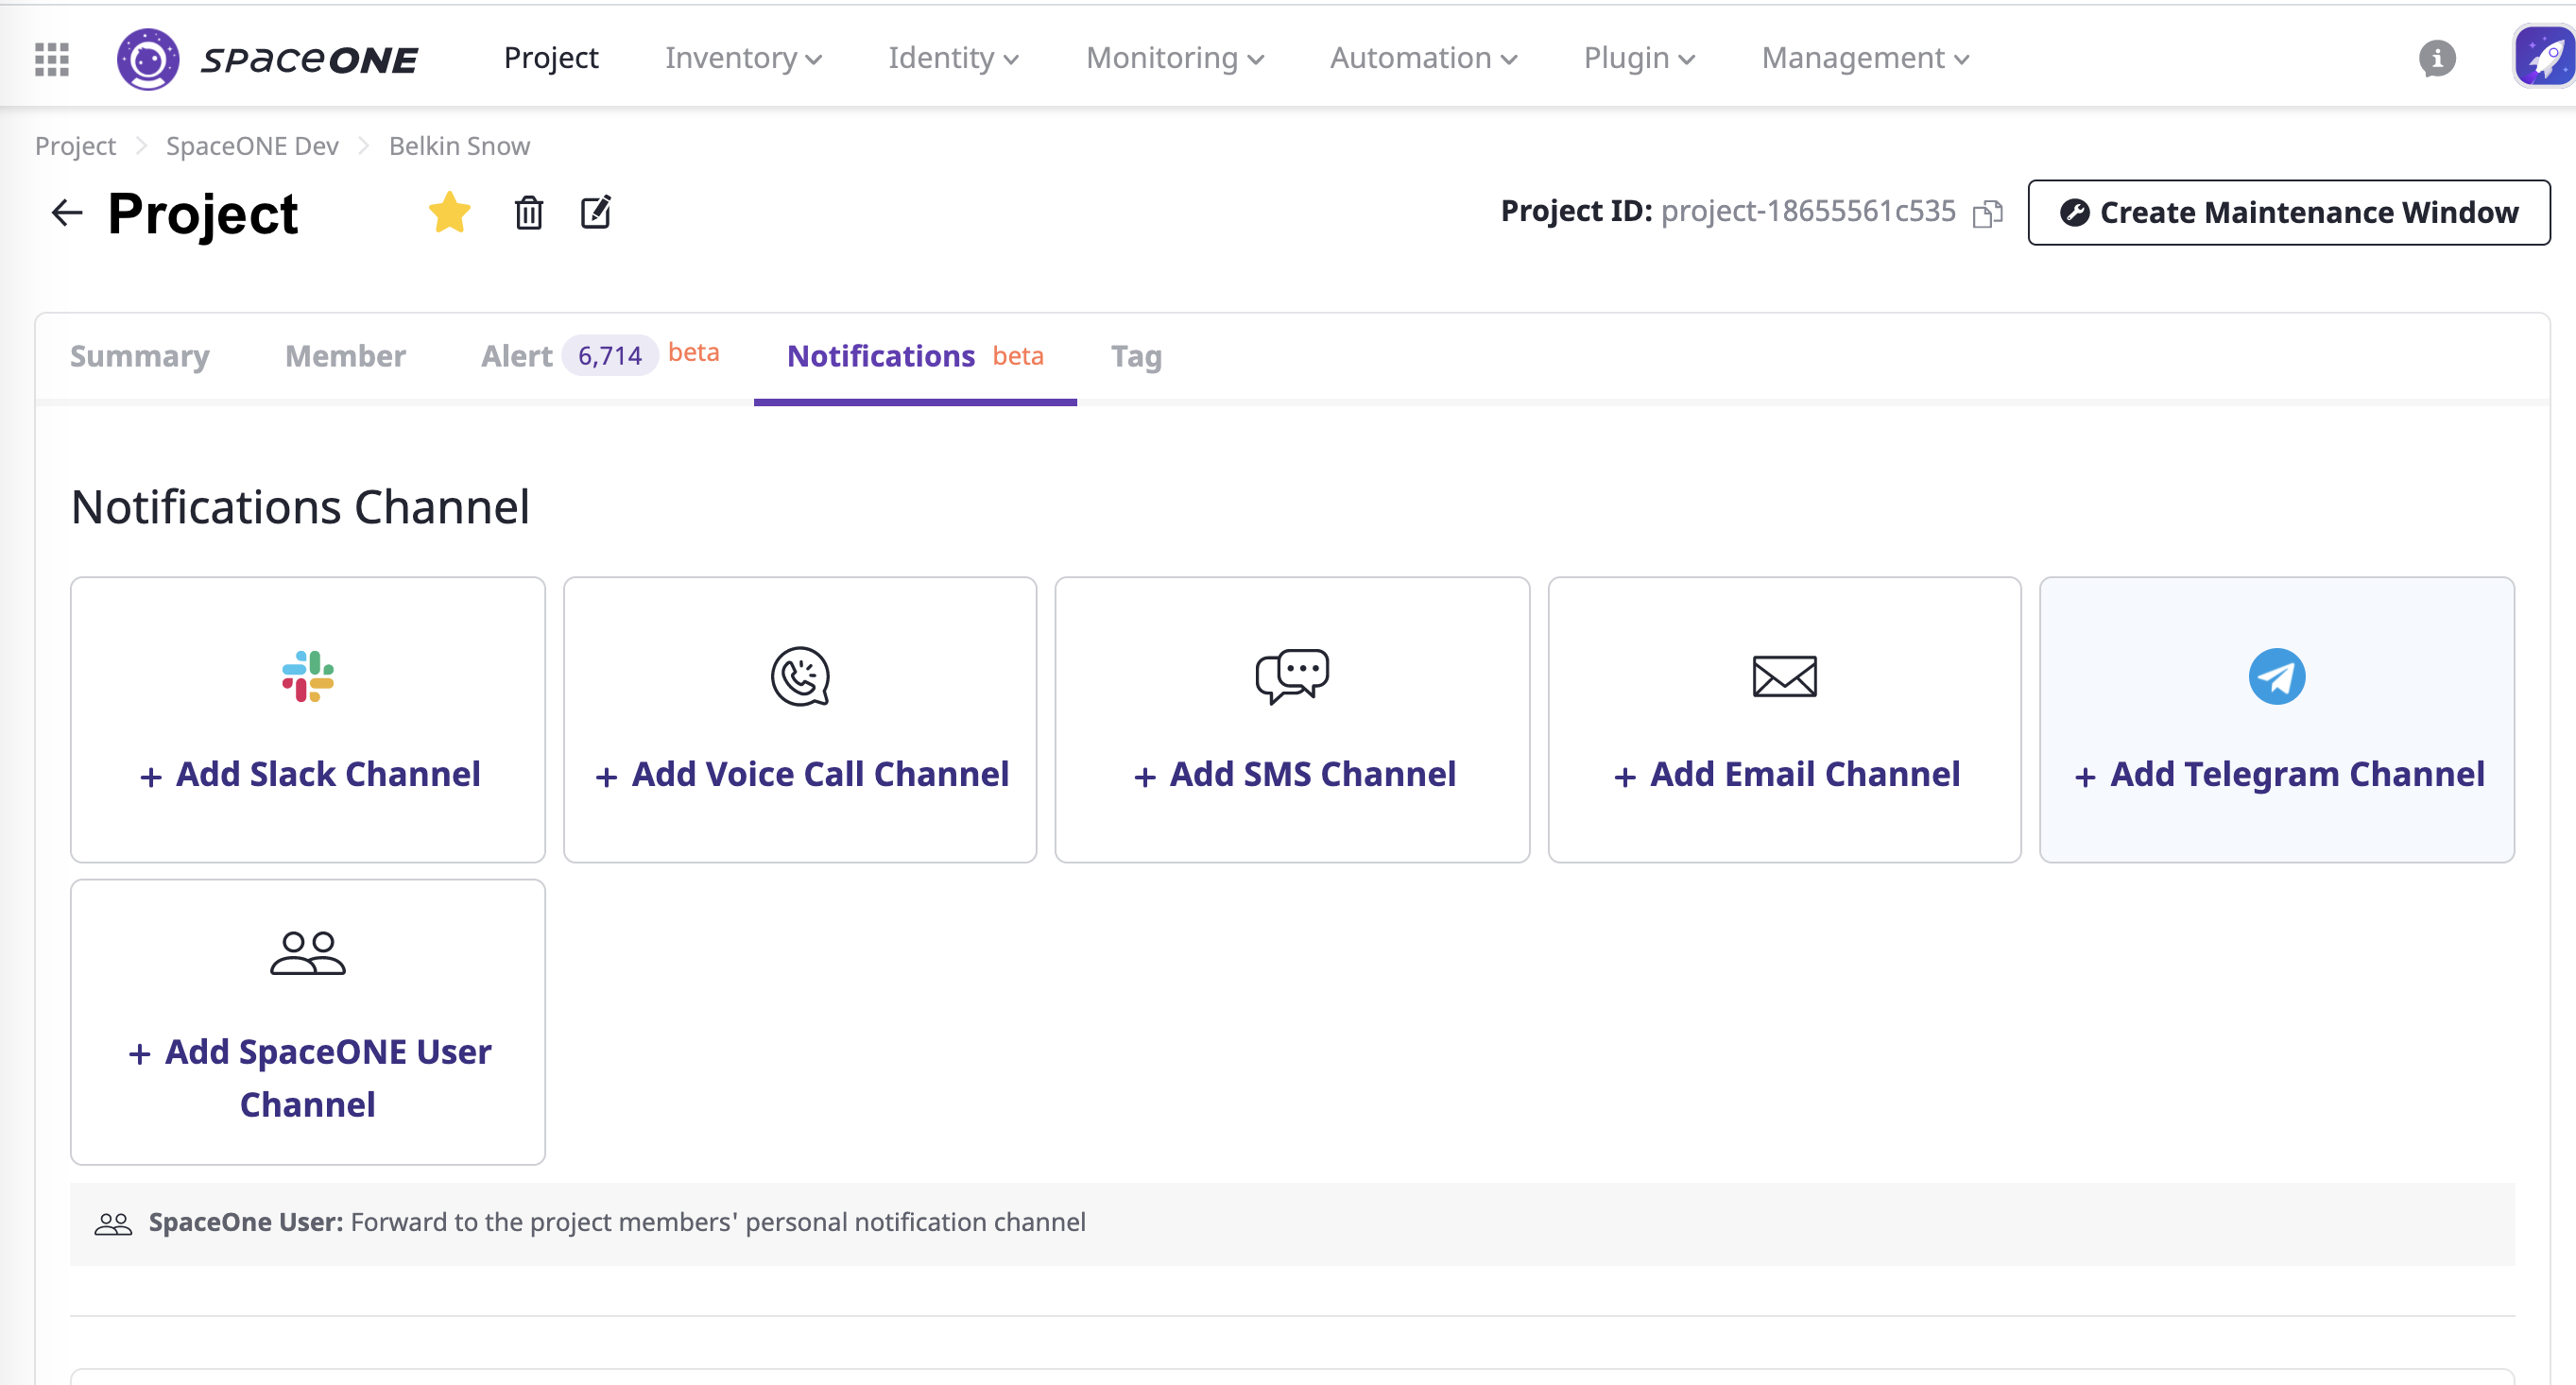 spaceONE Project Inventory Identity Monitoring Automation Plugin Management
Project SpaceONE Dev Belkin Snow
Project Project ID: project-18655561c535 Create Maintenance Window
Summary Member Alert 6,714 beta Notifications beta Tag
Notifications Channel
+ Add Slack Channel + Add Voice Call Channel + Add SMS Channel + Add Email Channel + Add Telegram Channel
+ Add SpaceONE User
Channel
SpaceOne User: Forward to the project members' personal notification channel